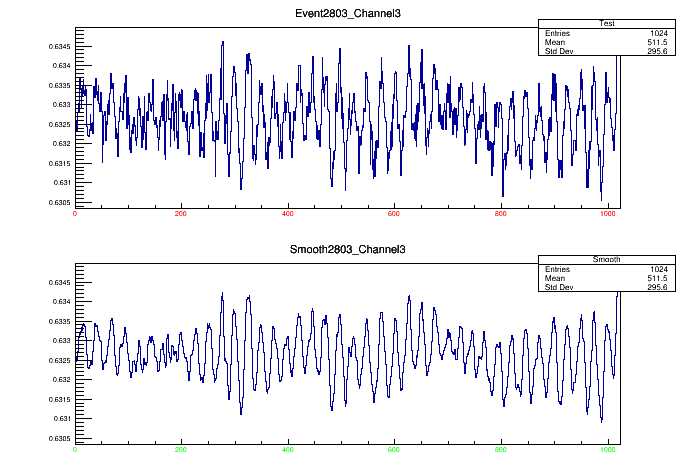 Event2803_Channel3
Test
Entries 1024
Mean 511.5
Std Dev 295.6
0.6345
0.634
0.6335
0.633
0.6325
0.632
0.6315
0.631
0.6305
0 200 400 600 800 1000
Smooth2803_Channel3
Smooth
Entries 1024
Mean 511.5
Std Dev 295.6
0.6345
0.634
0.6335
0.633
0.6325
0.632
0.6315
0.631
0.6305
0 200 400 600 800 1000